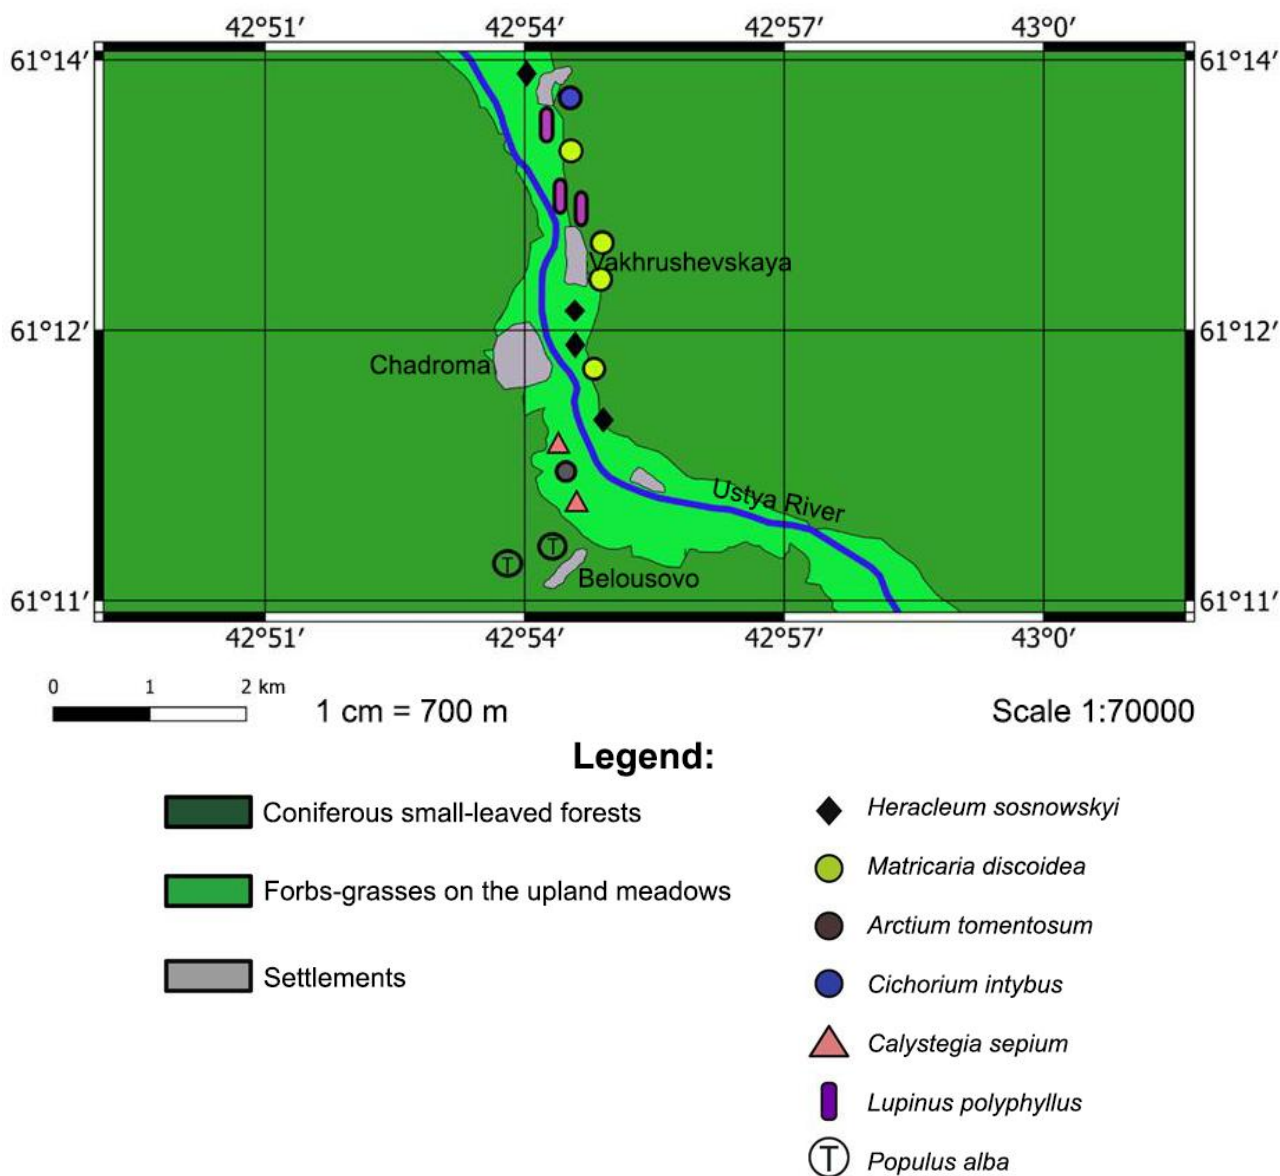 42°51′ 42°54′ 42°57′ 43°0′
61°14′ 61°14′
Vakhrushevskaya
61°12′ 61°12′
Chadroma
Ustya River
T T
Belousovo
61°11′ 61°11′
42°51′ 42°54′ 42°57′ 43°0′
0 1 2 km
1 cm = 700 m
Scale 1:70000
Legend:
Coniferous small-leaved forests
Forbs-grasses on the upland meadows
Settlements
Heracleum sosnowskyi
Matricaria discoidea
Arctium tomentosum
Cichorium intybus
Calystegia sepium
Lupinus polyphyllus
T Populus alba